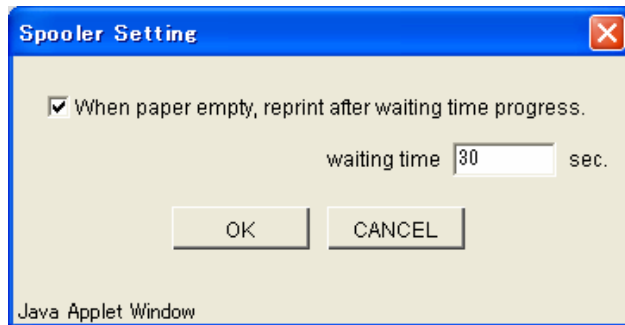 Spooler Setting
When paper empty, reprint after waiting time progress.
waiting time 30 sec.
OK CANCEL
Java Applet Window